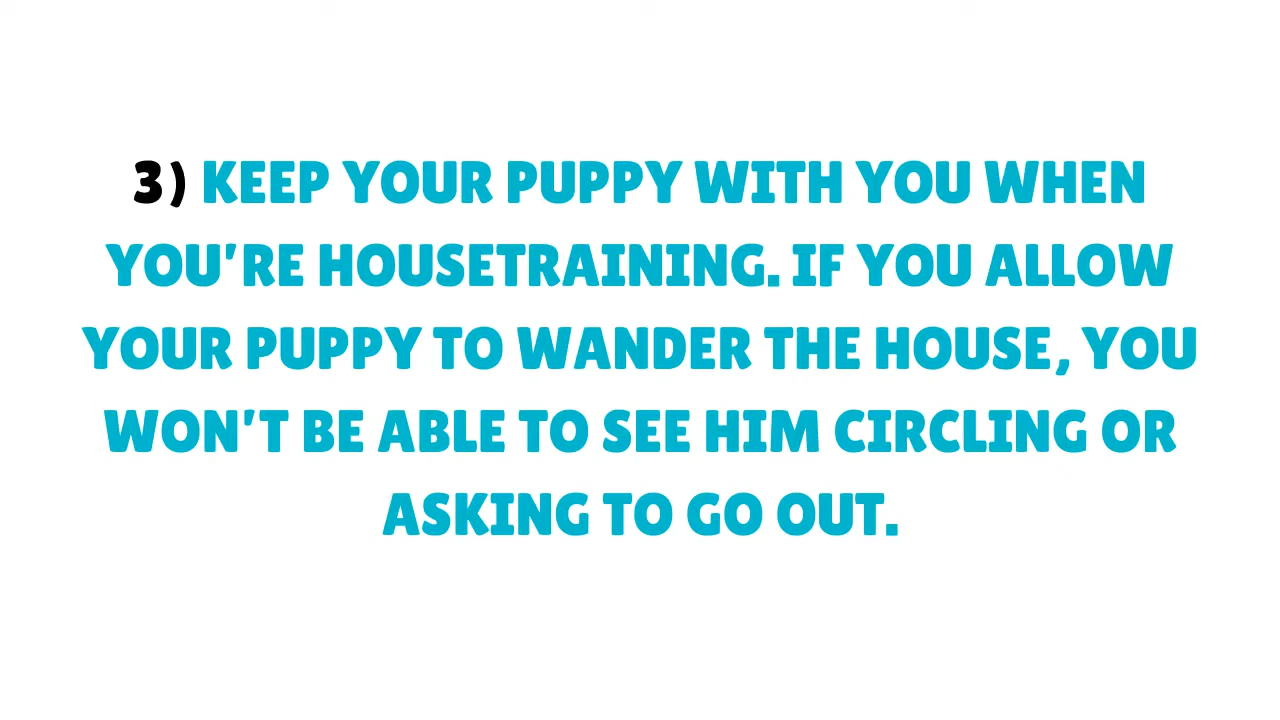 3) KEEP YOUR PUPPY WITH YOU WHEN
YOU'RE HOUSETRAINING. IF YOU ALLOW
YOUR PUPPY TO WANDER THE HOUSE, YOU
WON'T BE ABLE TO SEE HIM CIRCLING OR
ASKING TO GO OUT.